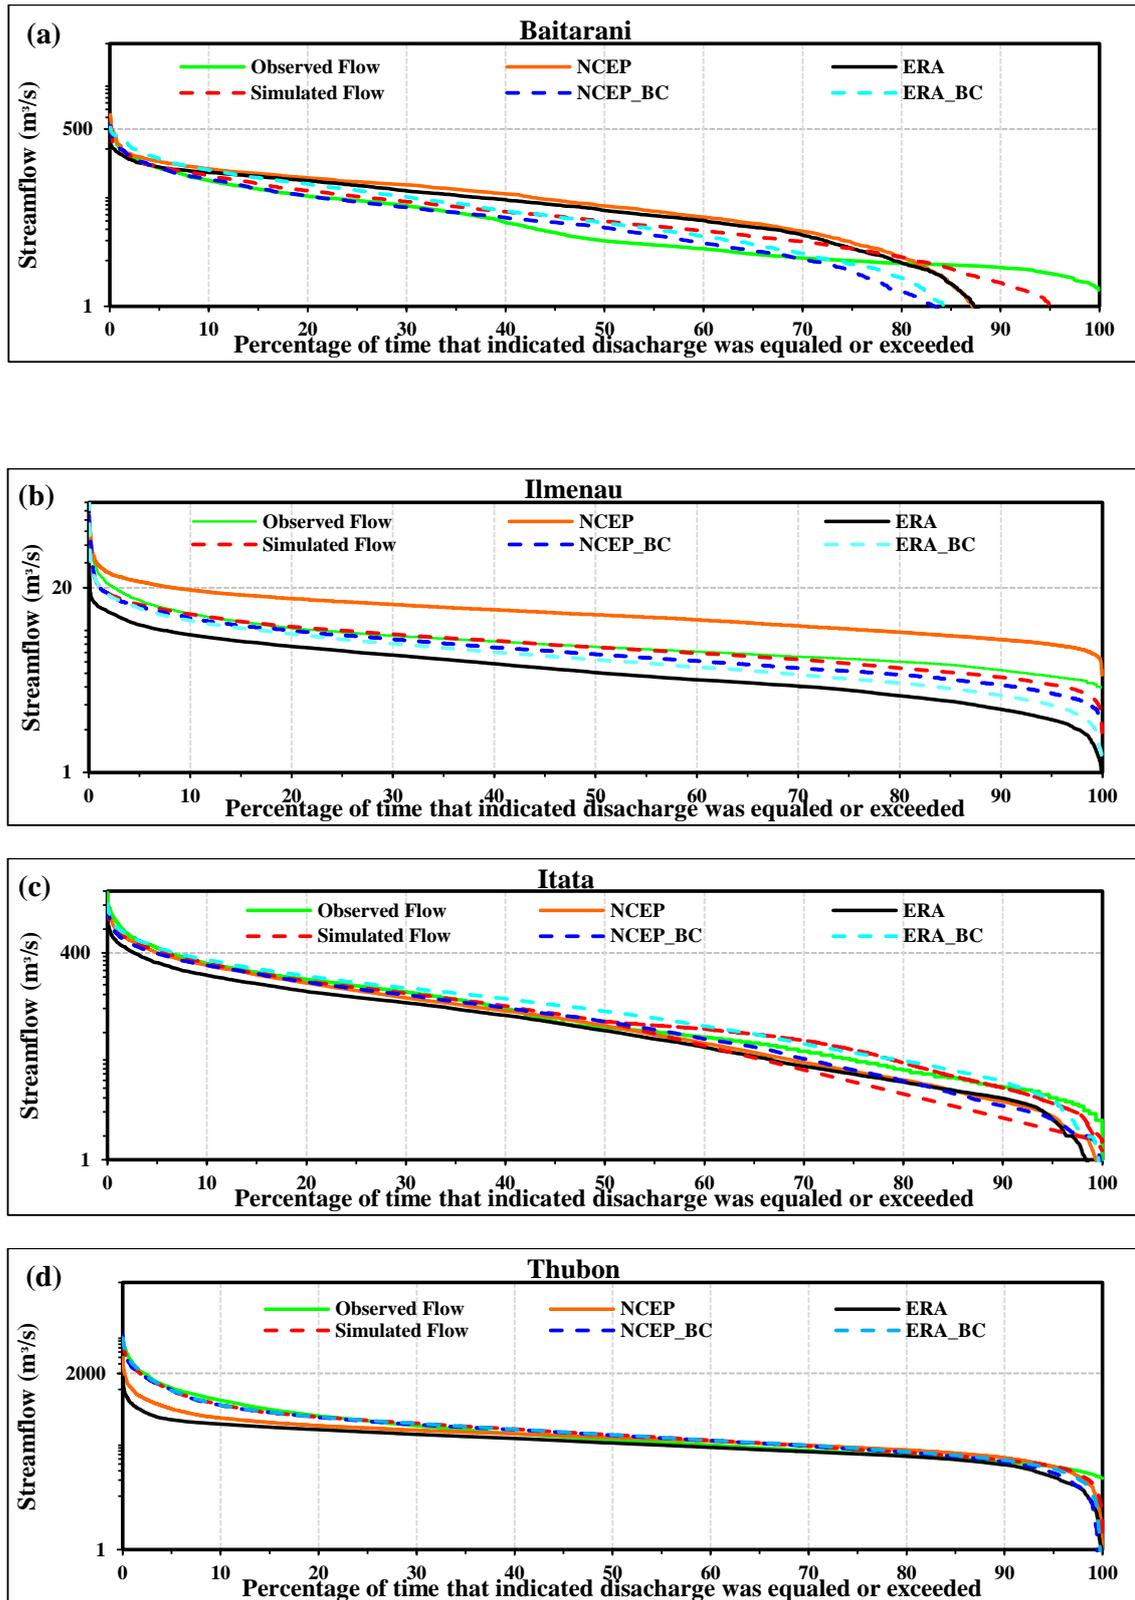 (a)
Baitarani
Observed Flow NCEP ERA
Simulated Flow NCEP_BC ERA_BC
Streamflow (m³/s)
500
1
0 10 20 30 40 50 60 70 80 90 100
Percentage of time that indicated disacharge was equaled or exceeded
(b)
Ilmenau
Observed Flow NCEP ERA
Simulated Flow NCEP_BC ERA_BC
Streamflow (m³/s)
20
1
0 10 20 30 40 50 60 70 80 90 100
Percentage of time that indicated disacharge was equaled or exceeded
(c)
Itata
Observed Flow NCEP ERA
Simulated Flow NCEP_BC ERA_BC
Streamflow (m³/s)
400
1
0 10 20 30 40 50 60 70 80 90 100
Percentage of time that indicated disacharge was equaled or exceeded
(d)
Thubon
Observed Flow NCEP ERA
Simulated Flow NCEP_BC ERA_BC
Streamflow (m³/s)
2000
1
0 10 20 30 40 50 60 70 80 90 100
Percentage of time that indicated disacharge was equaled or exceeded